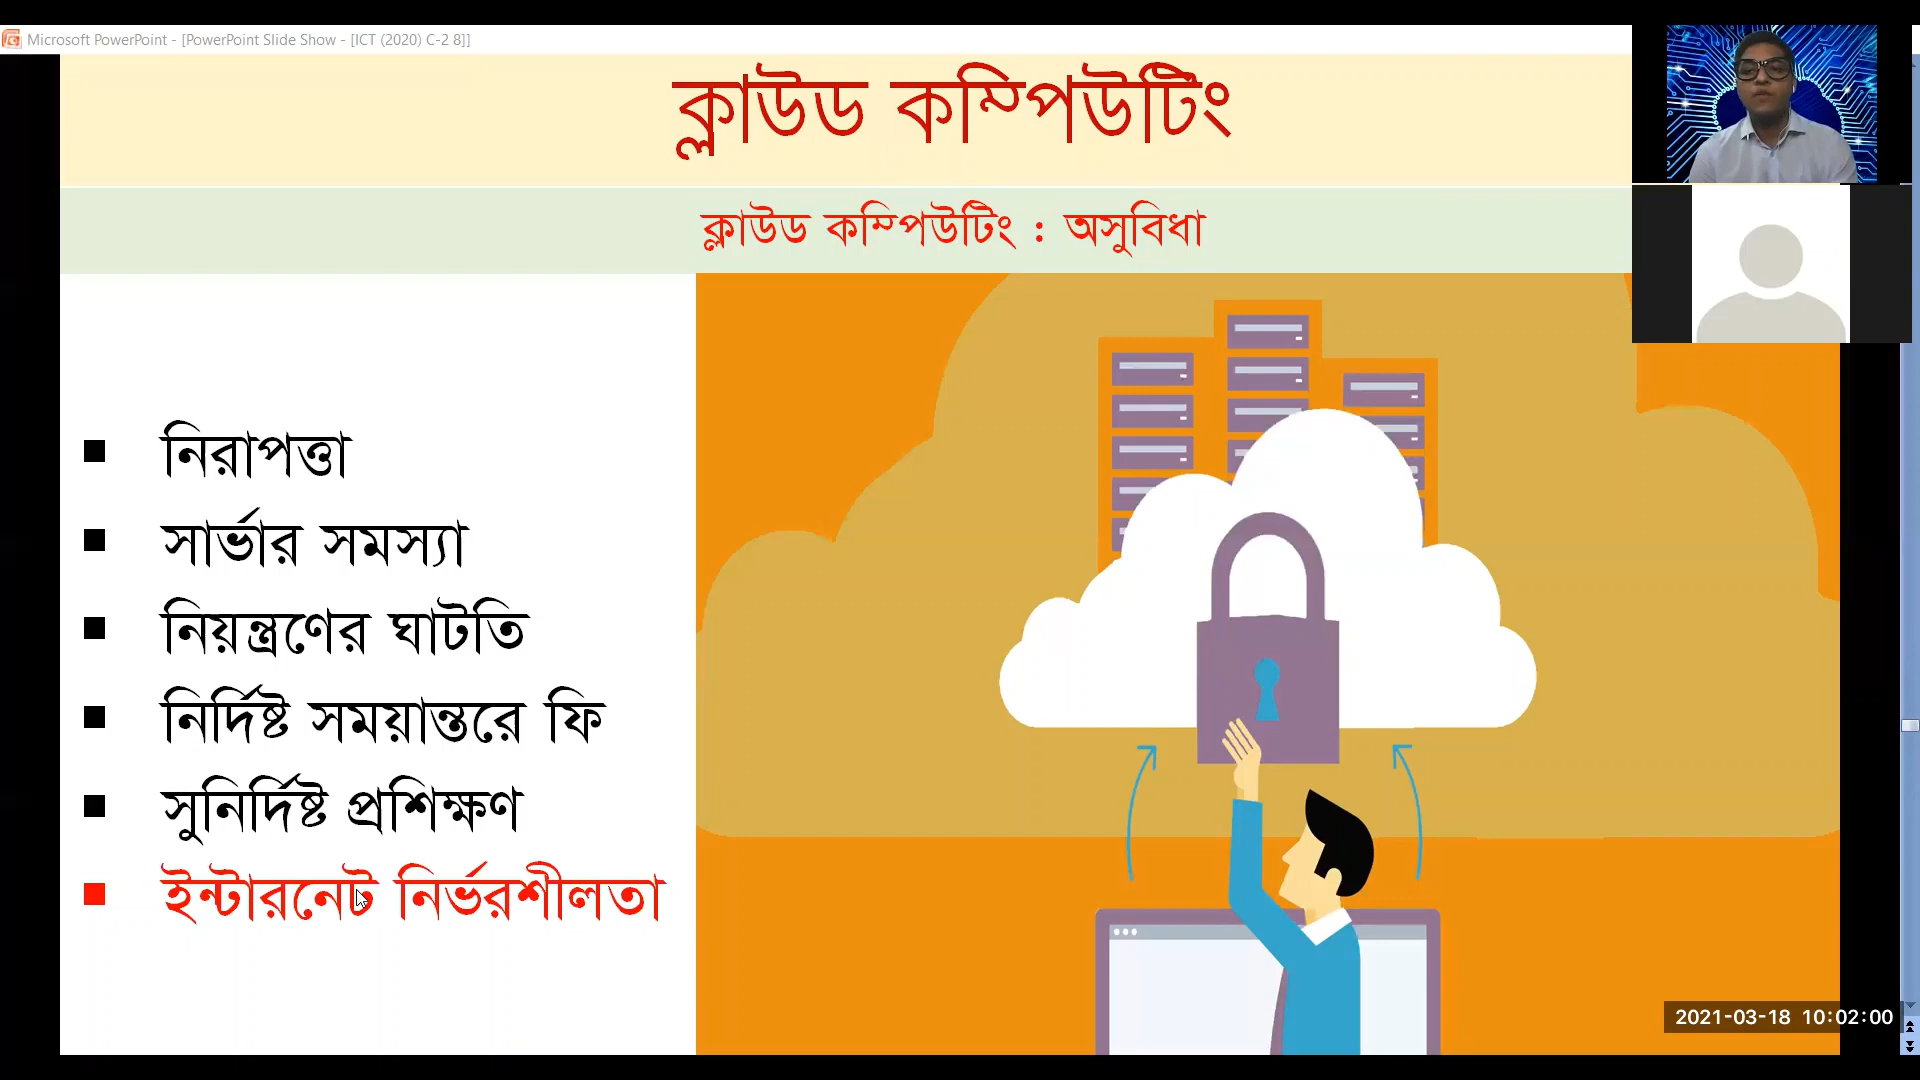 Microsoft PowerPoint - [PowerPoint Slide Show - [ICT (2020) C-2 8]]
ক্লাউড কম্পিউটিং
ক্লাউড কম্পিউটিং : অসুবিধা
■ নিরাপত্তা
■ সার্ভার সমস্যা
■ নিয়ন্ত্রণের ঘাটতি
■ নির্দিষ্ট সময়ান্তরে ফি
■ সুনির্দিষ্ট প্রশিক্ষণ
■ ইন্টারনেট নির্ভরশীলতা
2021-03-18 10:02:00